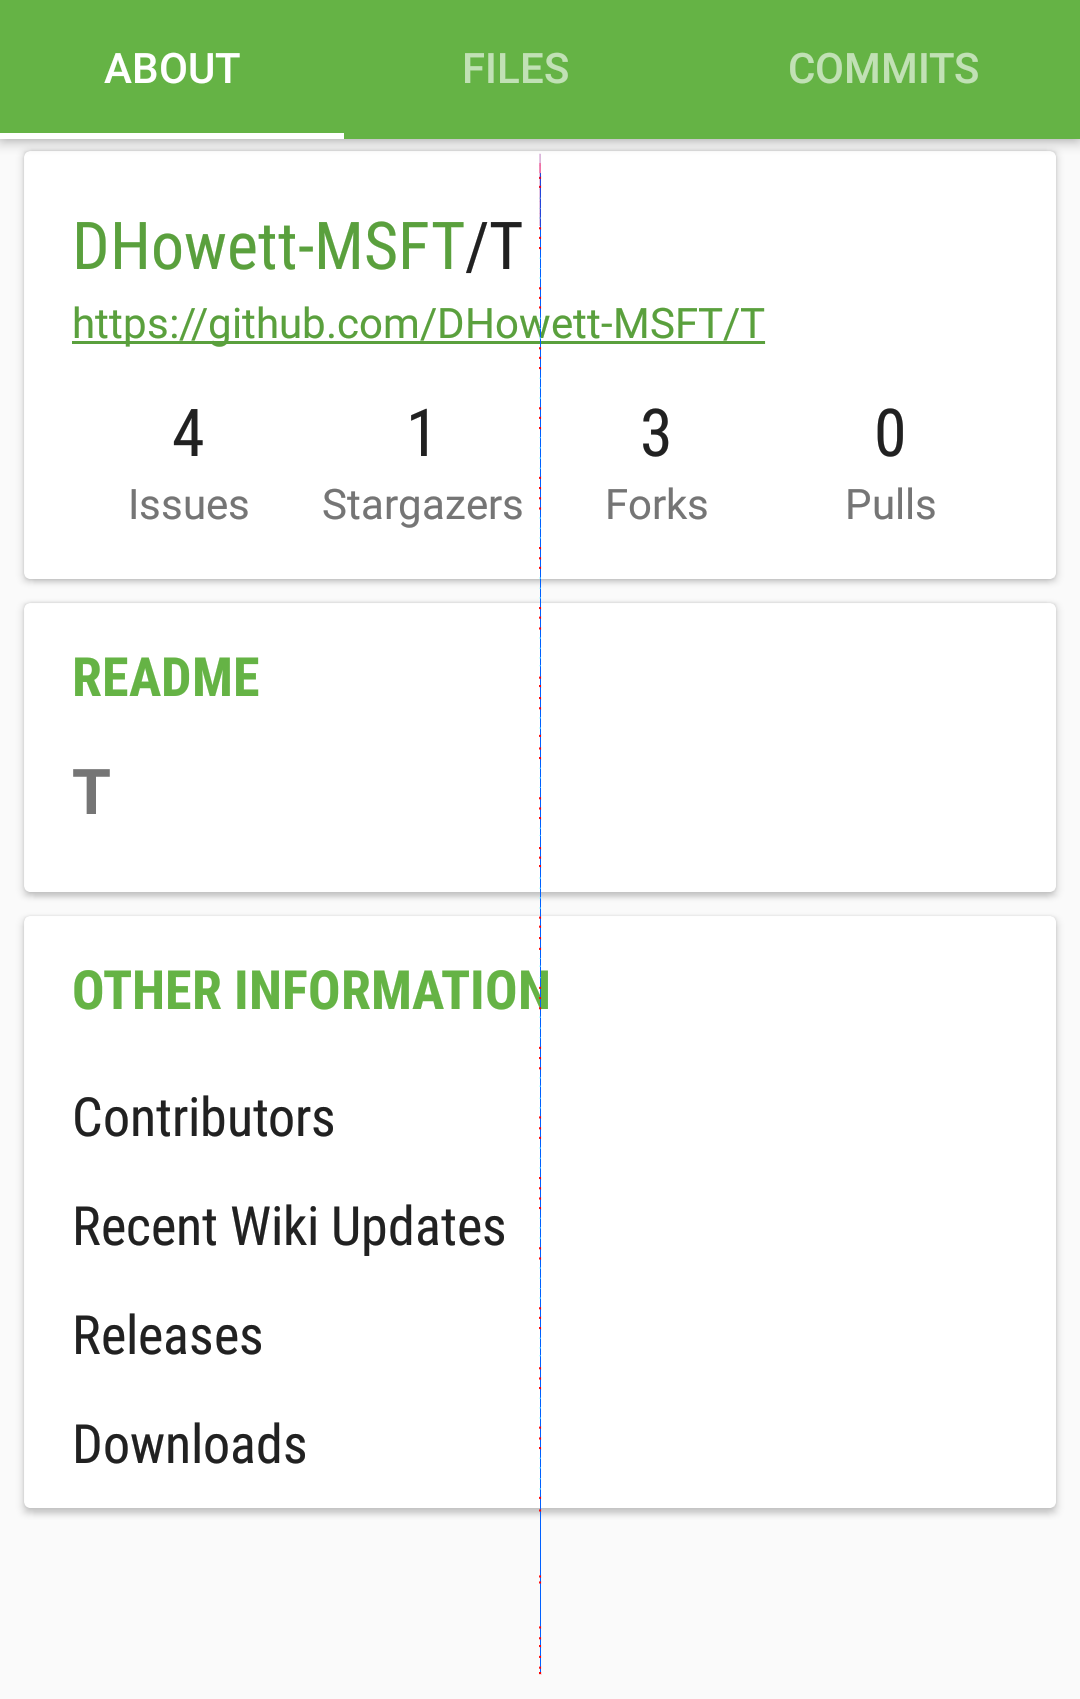 ABOUT FILES COMMITS
DHowett-MSFT/T
https://github.com/DHowett-MSFT/T
4 1 3 0
Issues Stargazers Forks Pulls
README
T
OTHER INFORMATION
Contributors
Recent Wiki Updates
Releases
Downloads